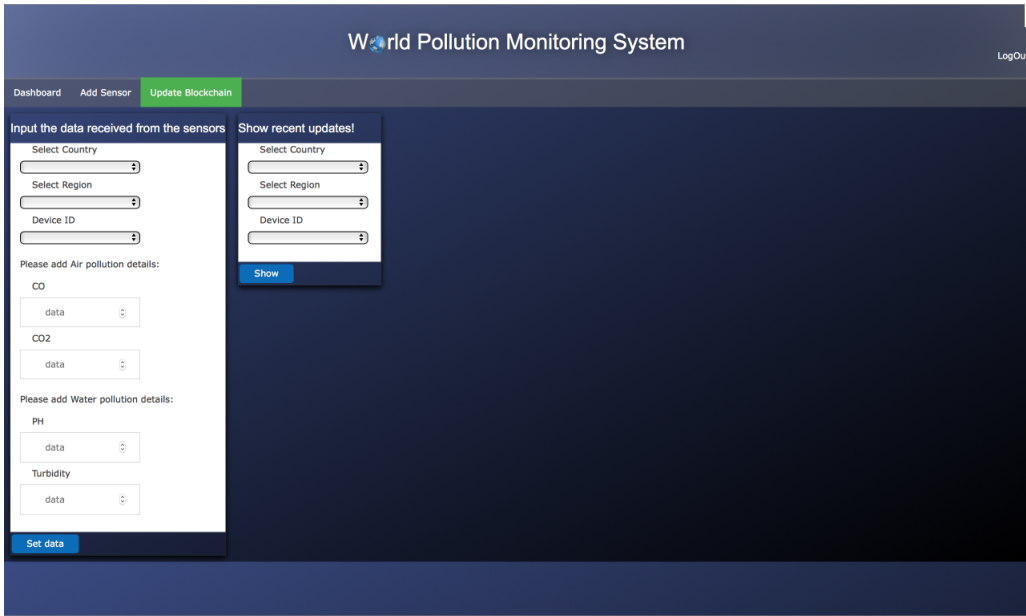 World Pollution Monitoring System
LogOu
Dashboard Add Sensor Update Blockchain
Input the data received from the sensors
Select Country
Select Region
Device ID
Please add Air pollution details:
CO
data
CO2
data
Please add Water pollution details:
PH
data
Turbidity
data
Set data
Show recent updates!
Select Country
Select Region
Device ID
Show